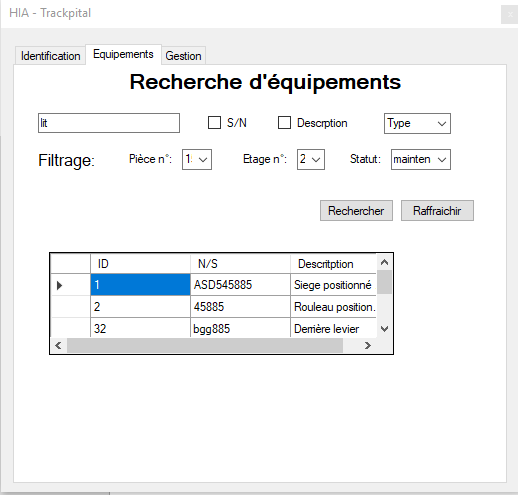 HIA - Trackpital
Identification Equipements Gestion
Recherche d'équipements
lit S/N Descrption Type
Filtrage: Pièce n°: 1 Etage n°: 2 Statut: mainten
Rechercher Raffraichir
ID N/S Descritption
1 ASD545885 Siege positionné
2 45885 Rouleau position.
32 bgg885 Derrière levier